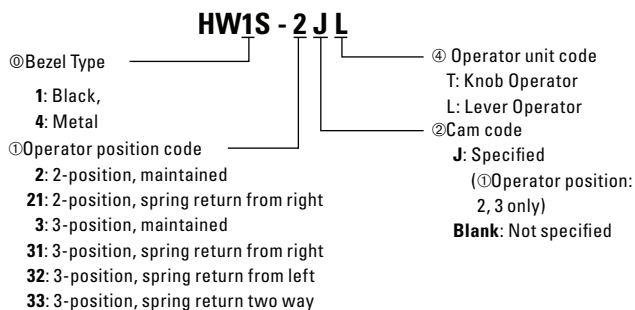 HW1S - 2 J L
⓪Bezel Type
1: Black,
4: Metal
①Operator position code
2: 2-position, maintained
21: 2-position, spring return from right
3: 3-position, maintained
31: 3-position, spring return from right
32: 3-position, spring return from left
33: 3-position, spring return two way
④ Operator unit code
T: Knob Operator
L: Lever Operator
②Cam code
J: Specified
(①Operator position:
2, 3 only)
Blank: Not specified